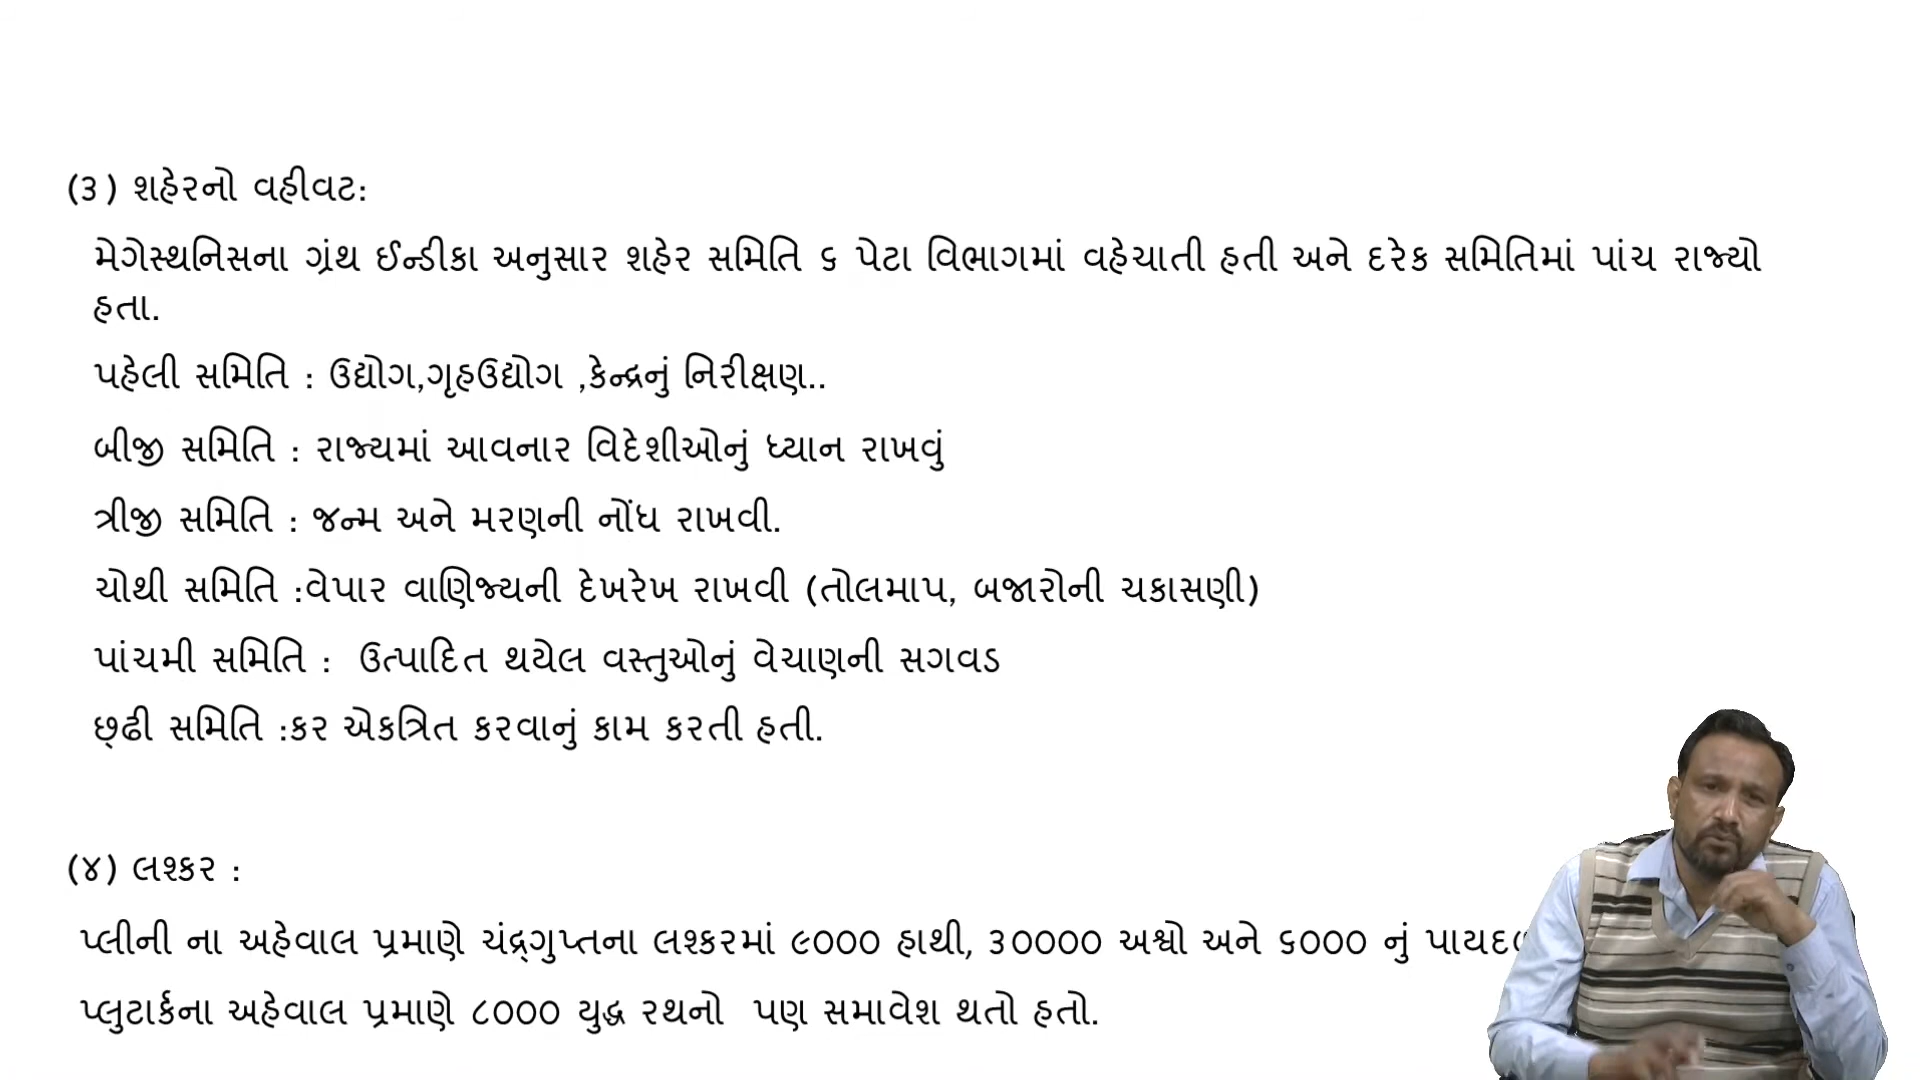 (૩) શહેરનો વહીવટ:
મેગેસ્થનિસના ગ્રંથ ઈન્ડીકા અનુસાર શહેર સમિતિ ૬ પેટા વિભાગમાં વહેચાતી હતી અને દરેક સમિતિમાં પાંચ રાજ્યો
હતા.
પહેલી સમિતિ : ઉદ્યોગ,ગૃહઉદ્યોગ ,કેન્દ્રનું નિરીક્ષણ..
બીજી સમિતિ : રાજ્યમાં આવનાર વિદેશીઓનું ધ્યાન રાખવું
ત્રીજી સમિતિ : જન્મ અને મરણની નોંધ રાખવી.
ચોથી સમિતિ :વેપાર વાણિજ્યની દેખરેખ રાખવી (તોલમાપ, બજારોની ચકાસણી)
પાંચમી સમિતિ : ઉત્પાદિત થયેલ વસ્તુઓનું વેચાણની સગવડ
છ્ઢી સમિતિ :કર એકત્રિત કરવાનું કામ કરતી હતી.
(૪) લશ્કર :
પ્લીની ના અહેવાલ પ્રમાણે ચંદ્ર્ગુપ્તના લશ્કરમાં ૯૦૦૦ હાથી, ૩૦૦૦૦ અશ્વો અને ૬૦૦૦ નું
પ્લુટાર્કના અહેવાલ પ્રમાણે ૮૦૦૦ યુદ્ધ રથનો પણ સમાવેશ થતો હતો.